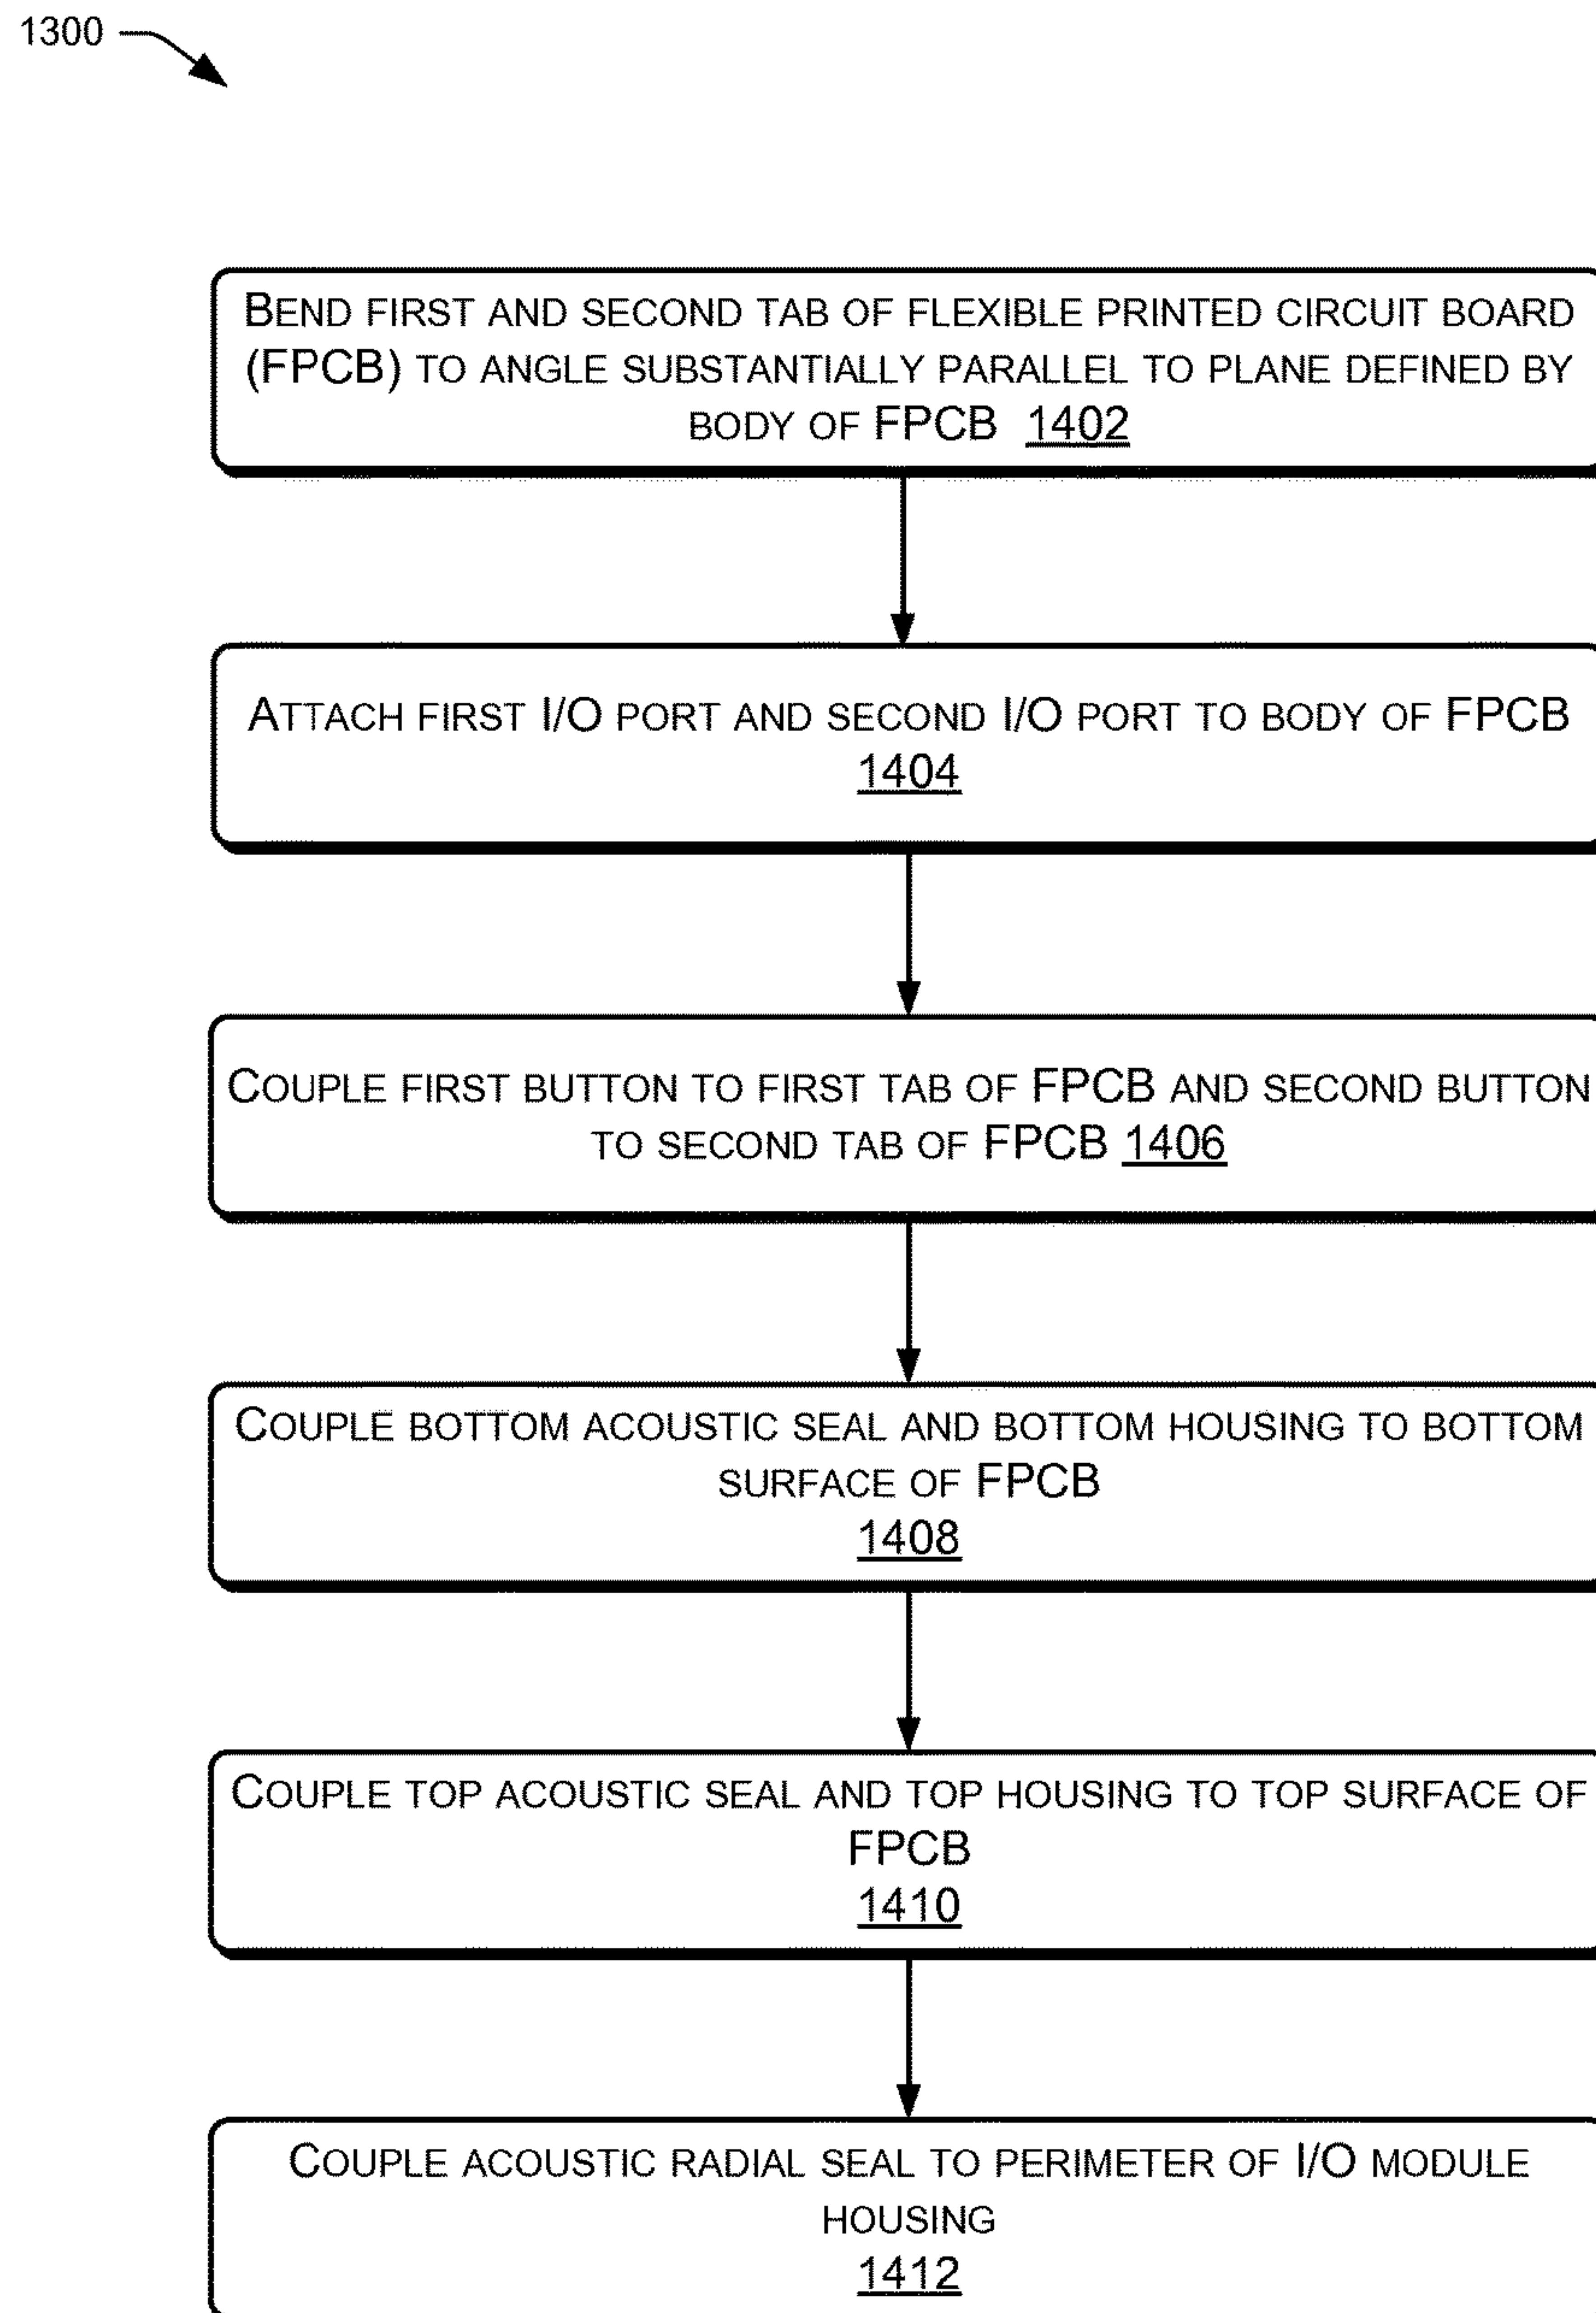 1300
BEND FIRST AND SECOND TAB OF FLEXIBLE PRINTED CIRCUIT BOARD
(FPCB) TO ANGLE SUBSTANTIALLY PARALLEL TO PLANE DEFINED BY
BODY OF FPCB 1402
ATTACH FIRST I/O PORT AND SECOND I/O PORT TO BODY OF FPCB
1404
COUPLE FIRST BUTTON TO FIRST TAB OF FPCB AND SECOND BUTTON
TO SECOND TAB OF FPCB 1406
COUPLE BOTTOM ACOUSTIC SEAL AND BOTTOM HOUSING TO BOTTOM
SURFACE OF FPCB
1408
COUPLE TOP ACOUSTIC SEAL AND TOP HOUSING TO TOP SURFACE OF
FPCB
1410
COUPLE ACOUSTIC RADIAL SEAL TO PERIMETER OF I/O MODULE
HOUSING
1412